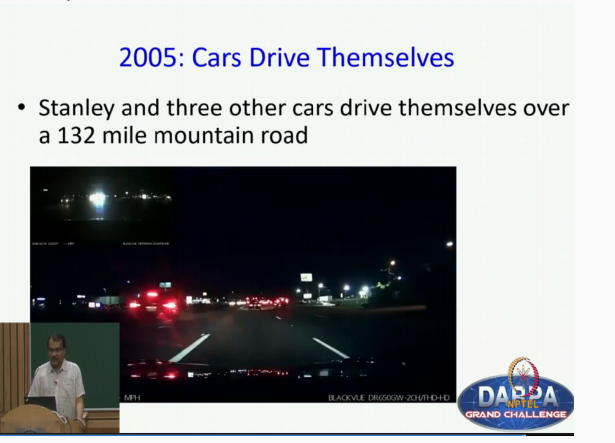 2005: Cars Drive Themselves
• Stanley and three other cars drive themselves over
a 132 mile mountain road
MPH
BLACKVUE DR650GW-2CH/FHD-HD
DARPA
NPTEL
GRAND CHALLENGE